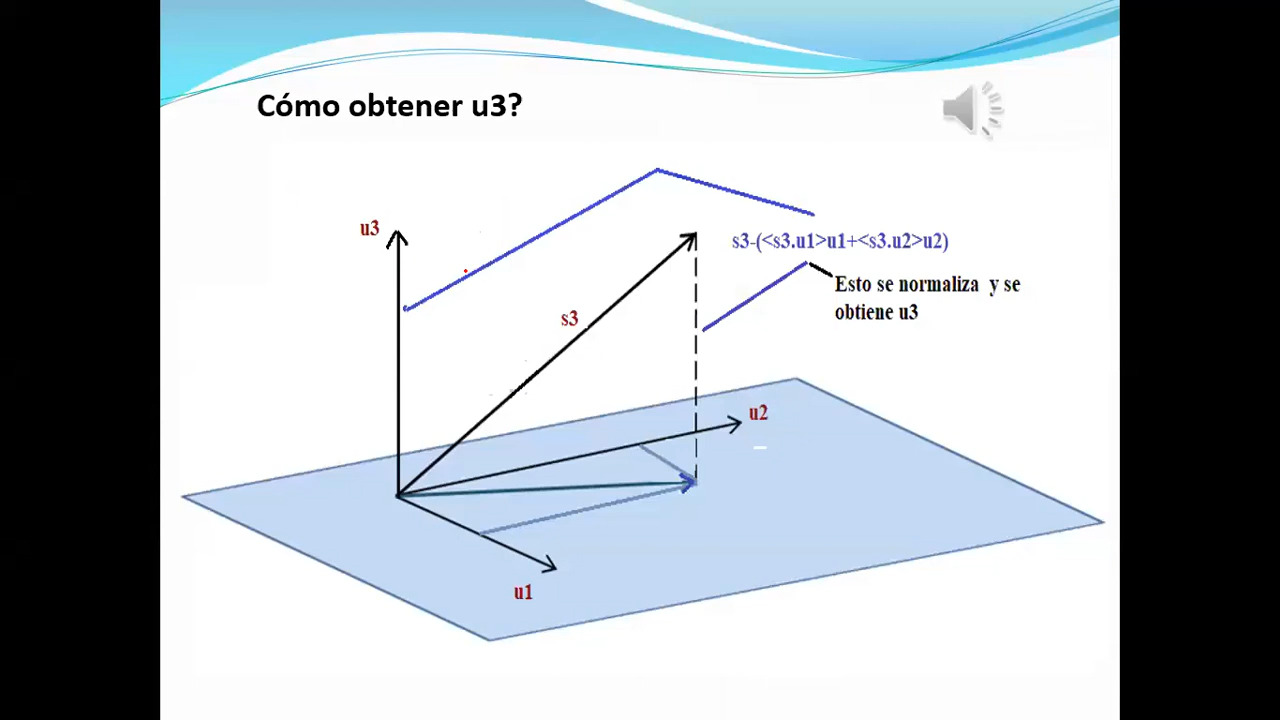 Cómo obtener u3?
u3
s3-(<s3.u1>u1+<s3.u2>u2)
Esto se normaliza y se
obtiene u3
s3
u2
u1